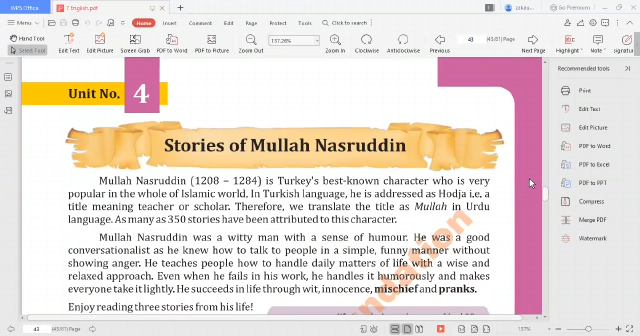 WPS Office
7 English.pdf
Menu
Home
Insert
Comment
Edit
Page
Protect
Tools
Click to search
Go Premium
Hand Tool
Select Tool
Edit Text
Edit Picture
Screen Grab
PDF to Word
PDF to Picture
Zoom Out
137.26%
Zoom In
Clockwise
Anticlockwise
Previous
43
(45/61) Page
Next Page
Highlight
Note
Recommended tools
Print
Edit Text
Edit Picture
PDF to Word
PDF to Excel
PDF to PPT
Compress
Merge PDF
Watermark
Unit No. 4
Stories of Mullah Nasruddin
Mullah Nasruddin (1208 – 1284) is Turkey's best-known character who is very
popular in the whole of Islamic world. In Turkish language, he is addressed as Hodja i.e, a
title meaning teacher or scholar. Therefore, we translate the title as Mullah in Urdu
language. As many as 350 stories have been attributed to this character.
Mullah Nasruddin was a witty man with a sense of humour. He was a good
conversationalist as he knew how to talk to people in a simple, funny manner without
showing anger. He teaches people how to handle daily matters of life with a wise and
relaxed approach. Even when he fails in his work, he handles it humorously and makes
everyone take it lightly. He succeeds in life through wit, innocence, mischief and pranks.
Enjoy reading three stories from his life!
ndation
43
(45/61)
137%